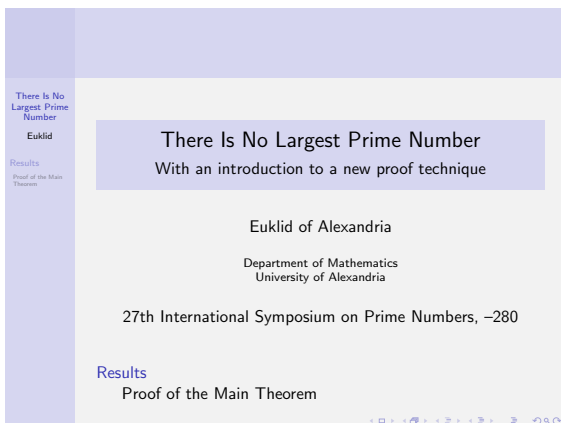 There Is No
Largest Prime
Number
Euklid
Results
Proof of the Main
Theorem
There Is No Largest Prime Number
With an introduction to a new proof technique
Euklid of Alexandria
Department of Mathematics
University of Alexandria
27th International Symposium on Prime Numbers, –280
Results
Proof of the Main Theorem